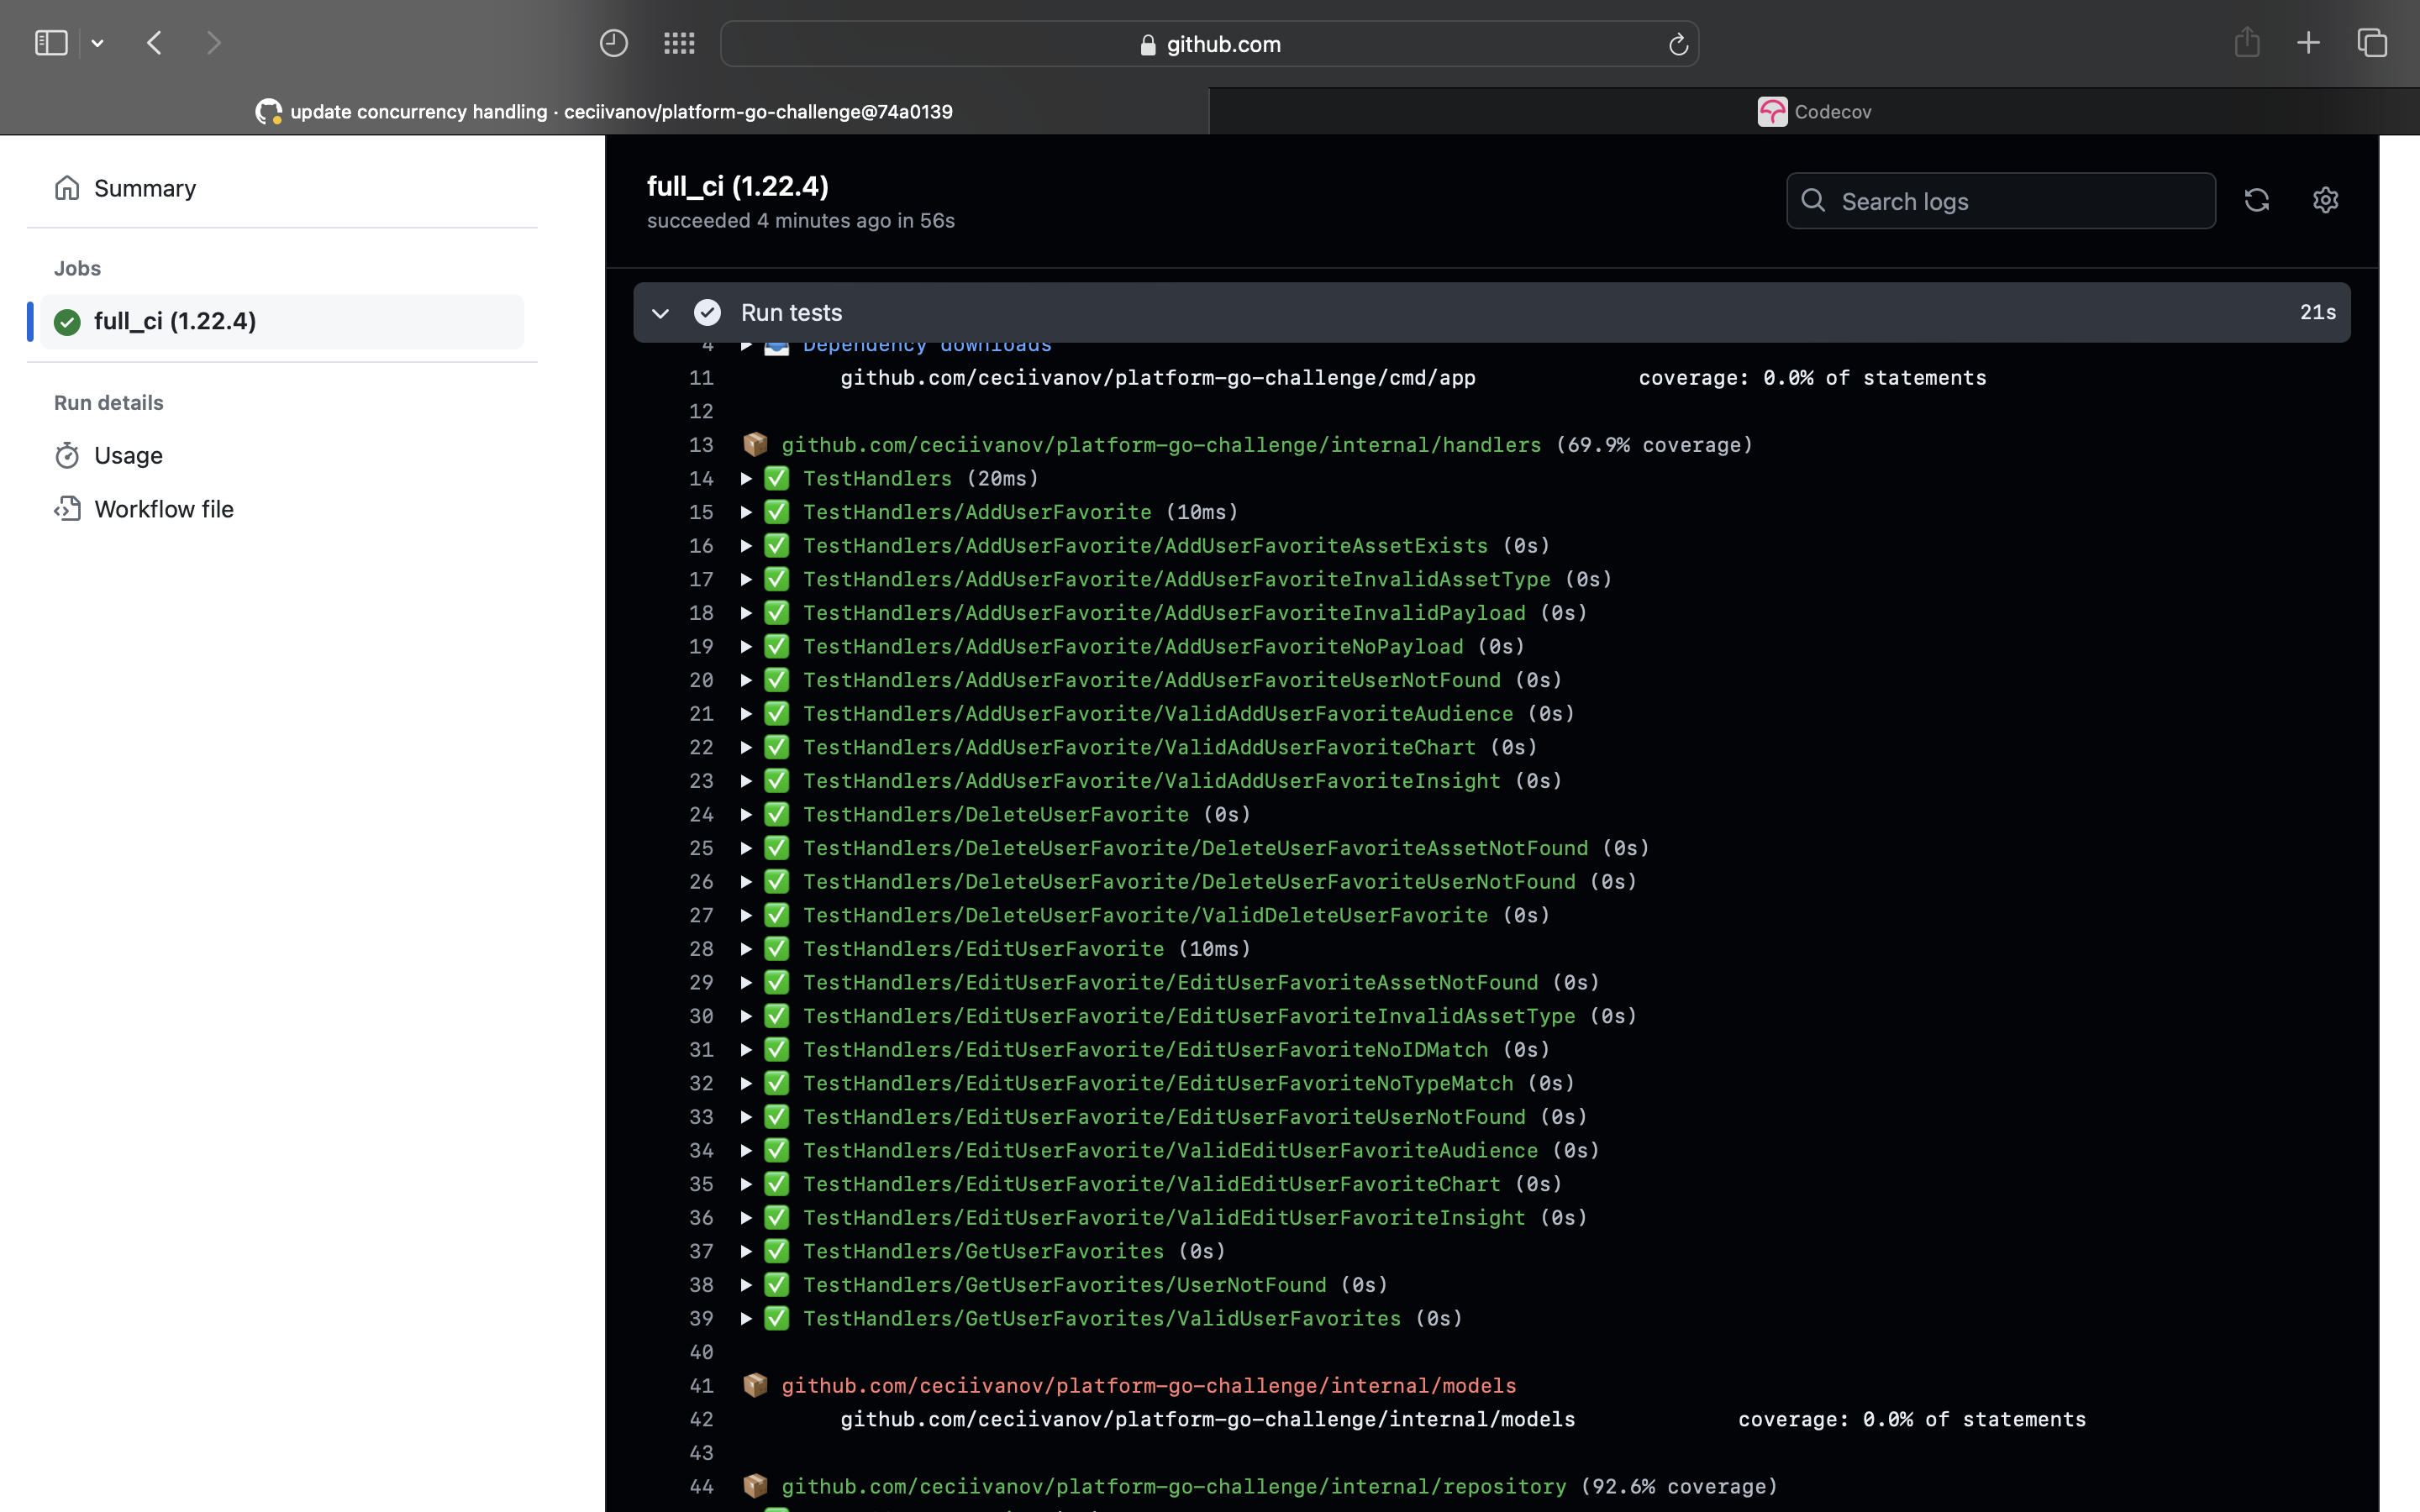 github.com
update concurrency handling · ceciivanov/platform-go-challenge@74a0139
Codecov
Summary
Jobs
full_ci (1.22.4)
Run details
Usage
Workflow file
full_ci (1.22.4)
succeeded 4 minutes ago in 56s
Search logs
Run tests
21s
4 Dependency downloads
11 github.com/ceciivanov/platform-go-challenge/cmd/app coverage: 0.0% of statements
12
13 github.com/ceciivanov/platform-go-challenge/internal/handlers (69.9% coverage)
14 TestHandlers (20ms)
15 TestHandlers/AddUserFavorite (10ms)
16 TestHandlers/AddUserFavorite/AddUserFavoriteAssetExists (0s)
17 TestHandlers/AddUserFavorite/AddUserFavoriteInvalidAssetType (0s)
18 TestHandlers/AddUserFavorite/AddUserFavoriteInvalidPayload (0s)
19 TestHandlers/AddUserFavorite/AddUserFavoriteNoPayload (0s)
20 TestHandlers/AddUserFavorite/AddUserFavoriteUserNotFound (0s)
21 TestHandlers/AddUserFavorite/ValidAddUserFavoriteAudience (0s)
22 TestHandlers/AddUserFavorite/ValidAddUserFavoriteChart (0s)
23 TestHandlers/AddUserFavorite/ValidAddUserFavoriteInsight (0s)
24 TestHandlers/DeleteUserFavorite (0s)
25 TestHandlers/DeleteUserFavorite/DeleteUserFavoriteAssetNotFound (0s)
26 TestHandlers/DeleteUserFavorite/DeleteUserFavoriteUserNotFound (0s)
27 TestHandlers/DeleteUserFavorite/ValidDeleteUserFavorite (0s)
28 TestHandlers/EditUserFavorite (10ms)
29 TestHandlers/EditUserFavorite/EditUserFavoriteAssetNotFound (0s)
30 TestHandlers/EditUserFavorite/EditUserFavoriteInvalidAssetType (0s)
31 TestHandlers/EditUserFavorite/EditUserFavoriteNoIDMatch (0s)
32 TestHandlers/EditUserFavorite/EditUserFavoriteNoTypeMatch (0s)
33 TestHandlers/EditUserFavorite/EditUserFavoriteUserNotFound (0s)
34 TestHandlers/EditUserFavorite/ValidEditUserFavoriteAudience (0s)
35 TestHandlers/EditUserFavorite/ValidEditUserFavoriteChart (0s)
36 TestHandlers/EditUserFavorite/ValidEditUserFavoriteInsight (0s)
37 TestHandlers/GetUserFavorites (0s)
38 TestHandlers/GetUserFavorites/UserNotFound (0s)
39 TestHandlers/GetUserFavorites/ValidUserFavorites (0s)
40
41 github.com/ceciivanov/platform-go-challenge/internal/models
42 github.com/ceciivanov/platform-go-challenge/internal/models coverage: 0.0% of statements
43
44 github.com/ceciivanov/platform-go-challenge/internal/repository (92.6% coverage)